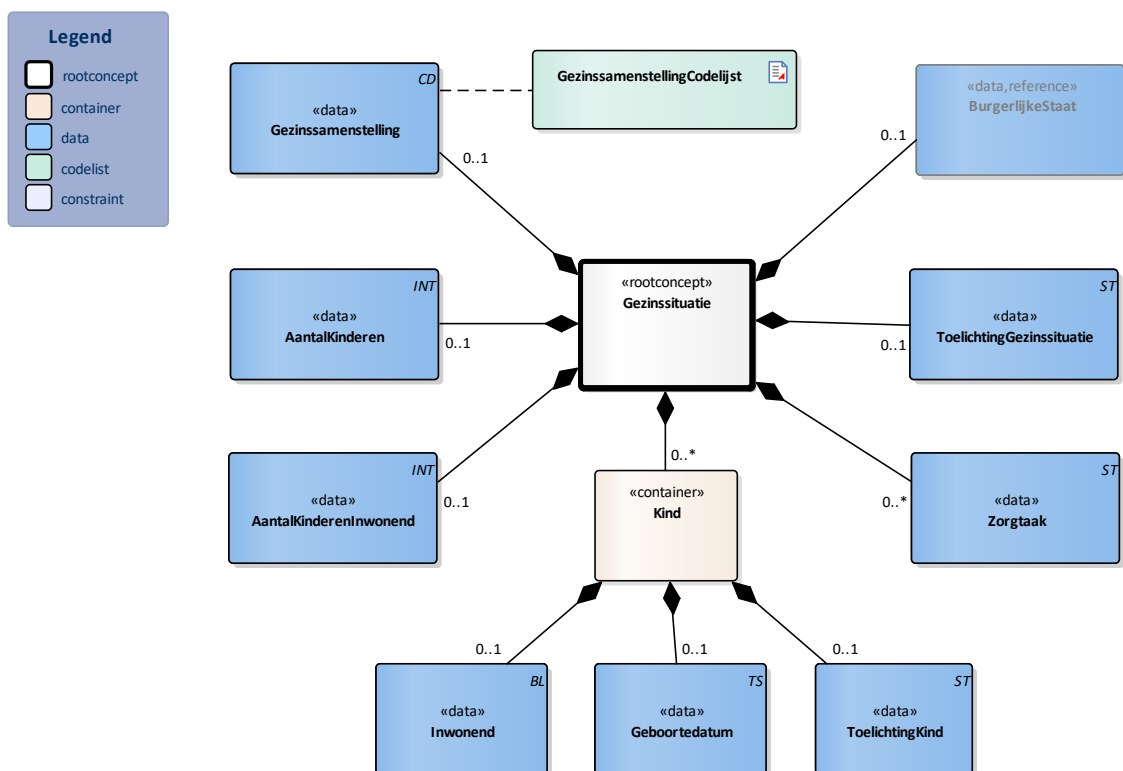 Legend
rootconcept
container
data
codelist
constraint
CD
«data»
Gezinssamenstelling
0..1
GezinssamenstellingCodelijst
«data,reference»
BurgerlijkeStaat
0..1
INT
«data»
AantalKinderen
0..1
«rootconcept»
Gezinssituatie
ST
«data»
ToelichtingGezinssituatie
0..1
INT
«data»
AantalKinderenInwonend
0..1
0..*
«container»
Kind
ST
«data»
Zorgtaak
0..*
0..1
BL
«data»
Inwonend
0..1
TS
«data»
Geboortedatum
0..1
ST
«data»
ToelichtingKind